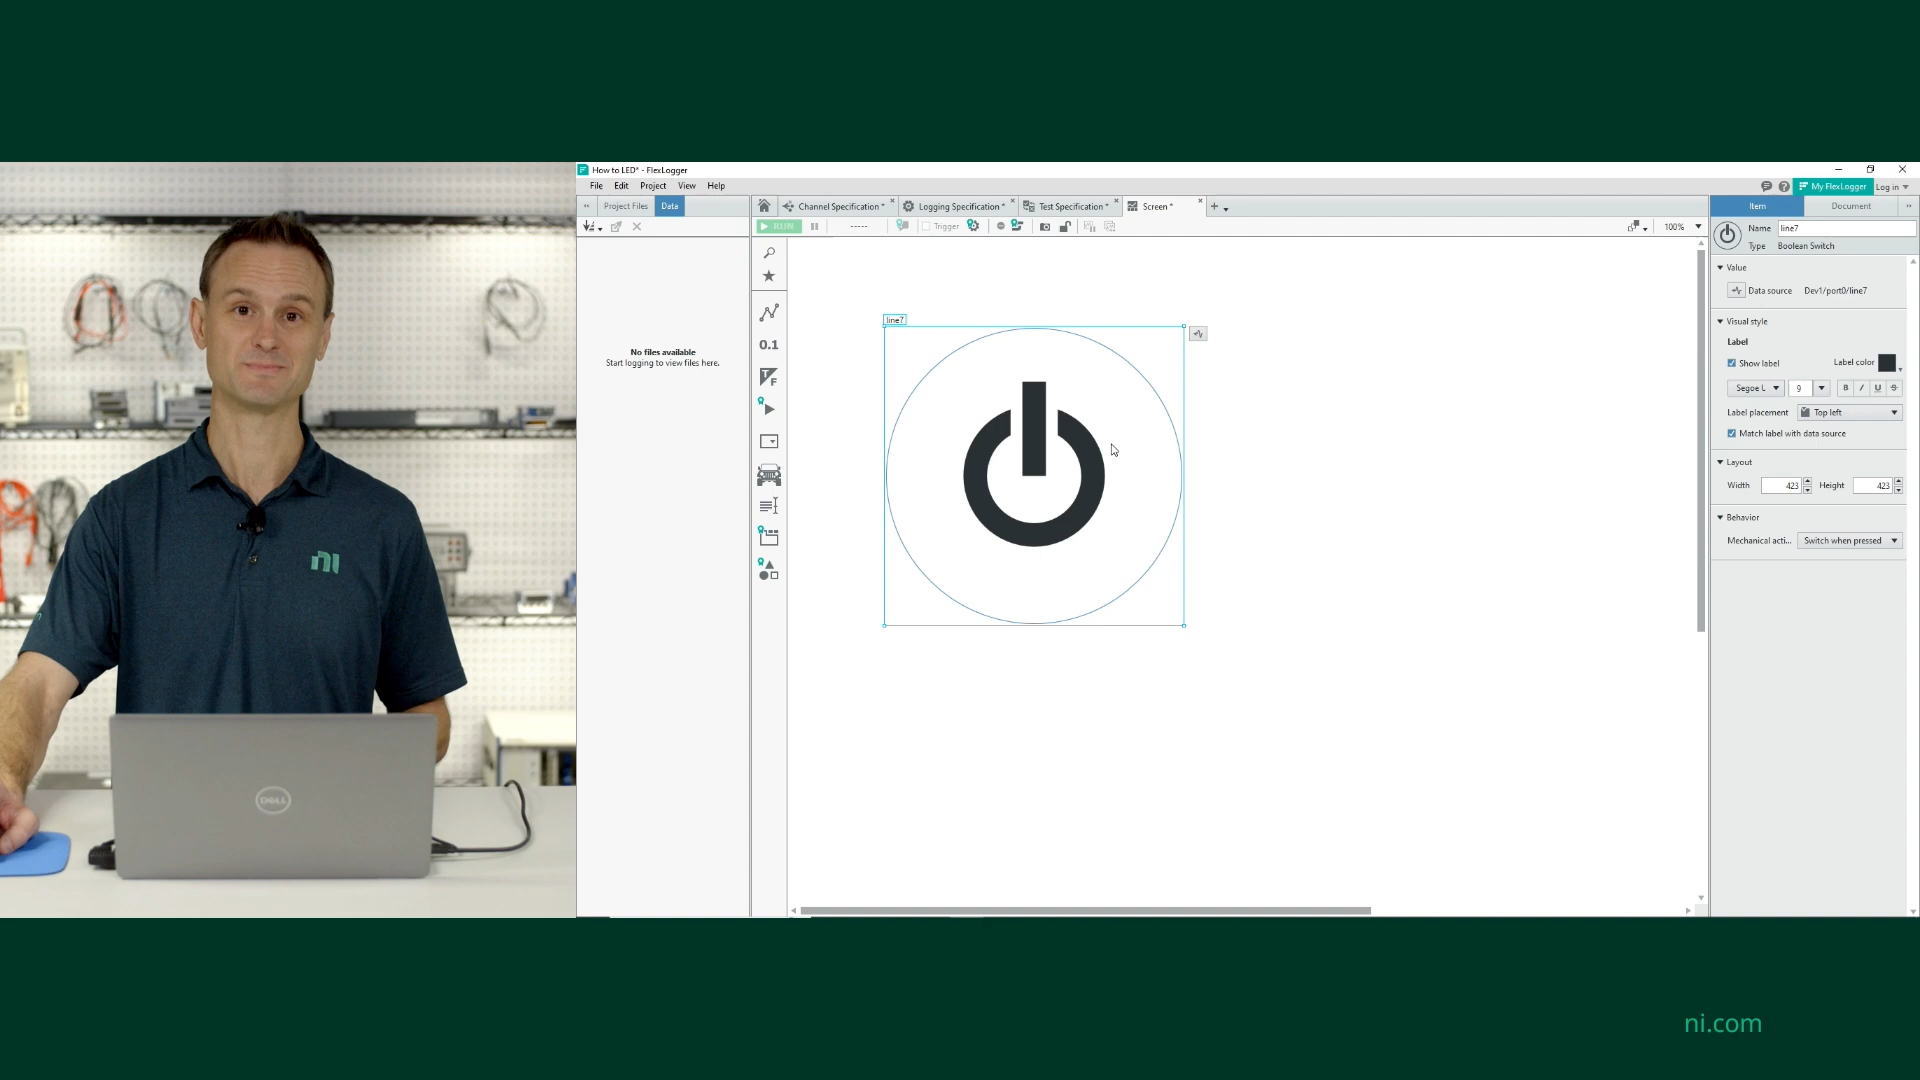 How to LED* - FlexLogger
File Edit Project View Help
My FlexLogger Log in
Project Files Data
Channel Specification * Logging Specification * Test Specification * Screen *
Item Document
RUN ----- Trigger 100%
Name line7
Type Boolean Switch
Value
Data source Dev1/port0/line7
Visual style
Label
Show label Label color
Segoe L 9 B I U S
Label placement Top left
Match label with data source
Layout
Width 423 Height 423
Behavior
Mechanical acti... Switch when pressed
No files available
Start logging to view files here.
0.1
T
F
line7
ni
DELL
ni.com